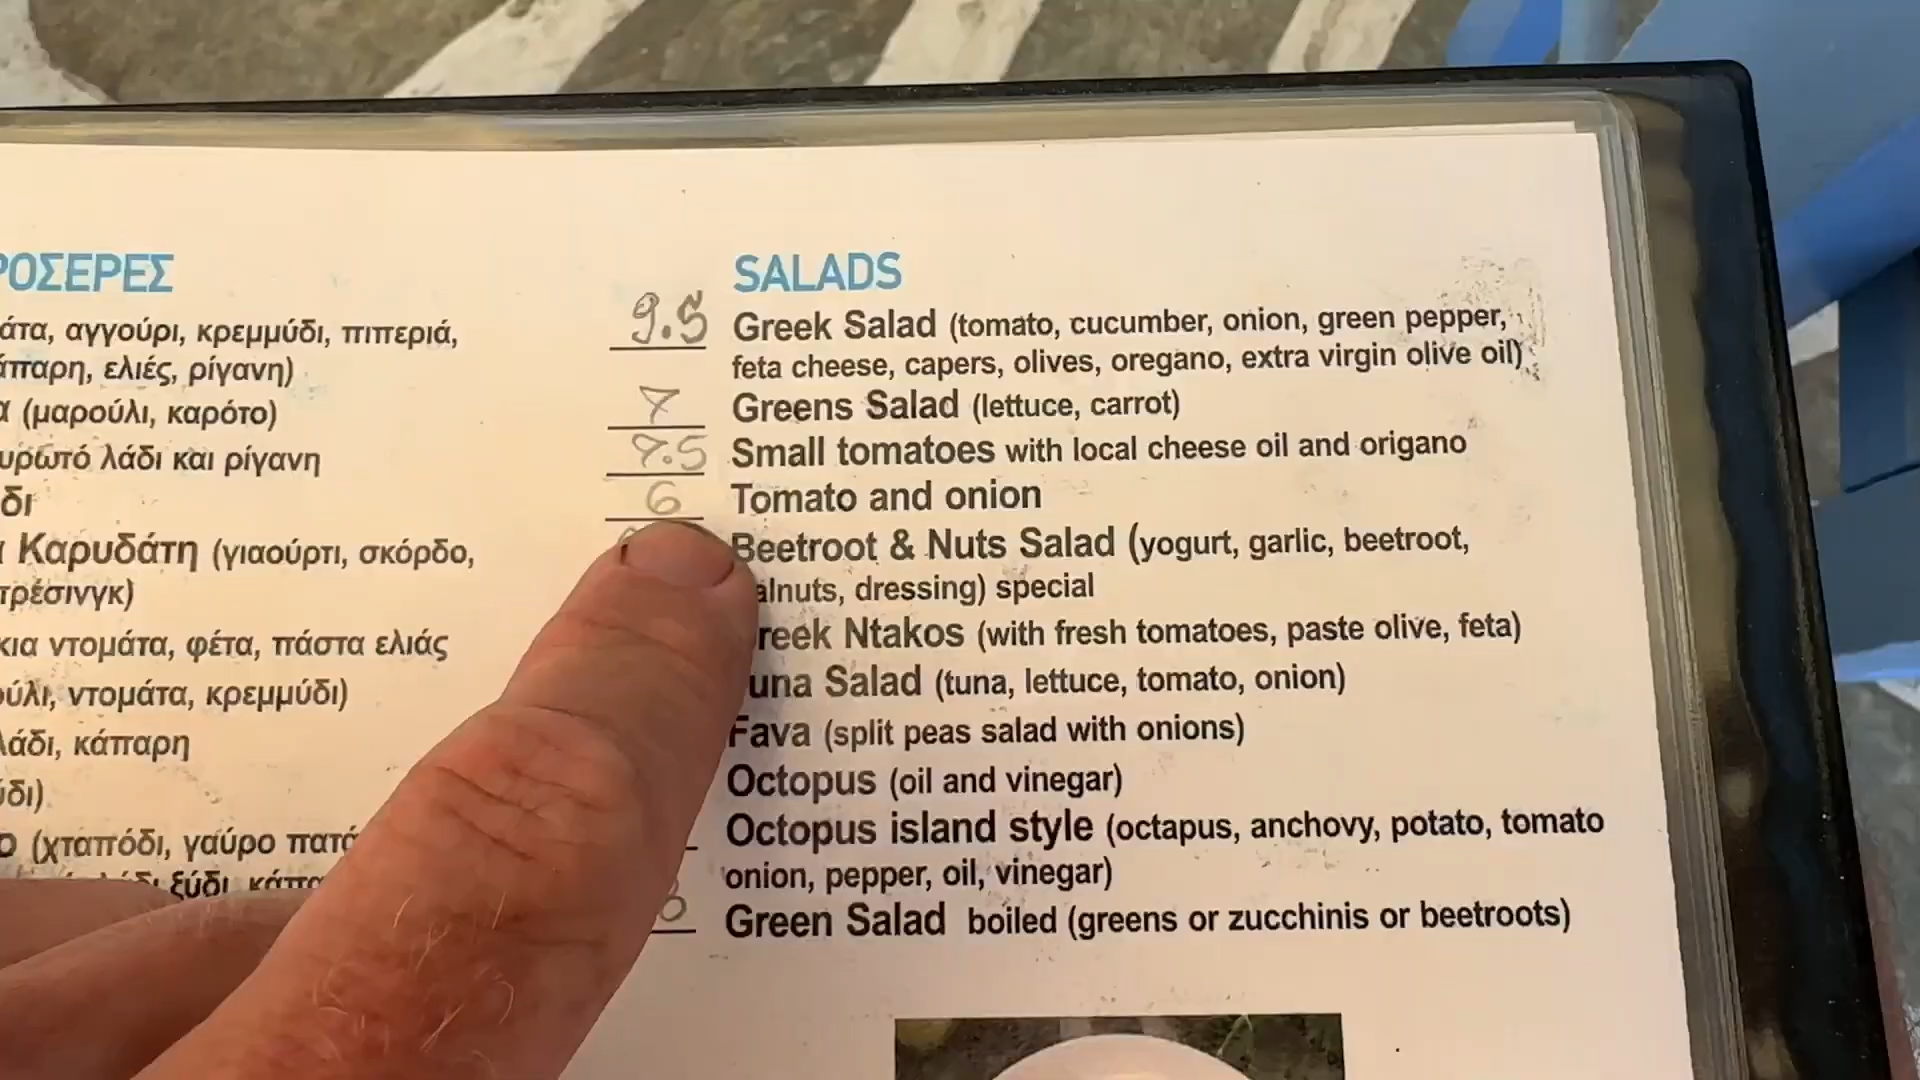 ΡΟΣΕΡΕΣ
άτα, αγγούρι, κρεμμύδι, πιπεριά,
άππαρη, ελιές, ρίγανη)
α (μαρούλι, καρότο)
υρωτό λάδι και ρίγανη
δι
Καρυδάτη (γιαούρτι, σκόρδο,
τρέσινγκ)
κια ντομάτα, φέτα, πάστα ελιάς
ούλι, ντομάτα, κρεμμύδι)
λάδι, κάππαρη
ύδι)
ο (χταπόδι, γαύρο πατά
ξύδι κάππα
SALADS
9.5 Greek Salad (tomato, cucumber, onion, green pepper,
feta cheese, capers, olives, oregano, extra virgin olive oil)
7 Greens Salad (lettuce, carrot)
7.5 Small tomatoes with local cheese oil and origano
6 Tomato and onion
Beetroot & Nuts Salad (yogurt, garlic, beetroot,
alnuts, dressing) special
reek Ntakos (with fresh tomatoes, paste olive, feta)
una Salad (tuna, lettuce, tomato, onion)
Fava (split peas salad with onions)
Octopus (oil and vinegar)
Octopus island style (octapus, anchovy, potato, tomato
onion, pepper, oil, vinegar)
Green Salad boiled (greens or zucchinis or beetroots)